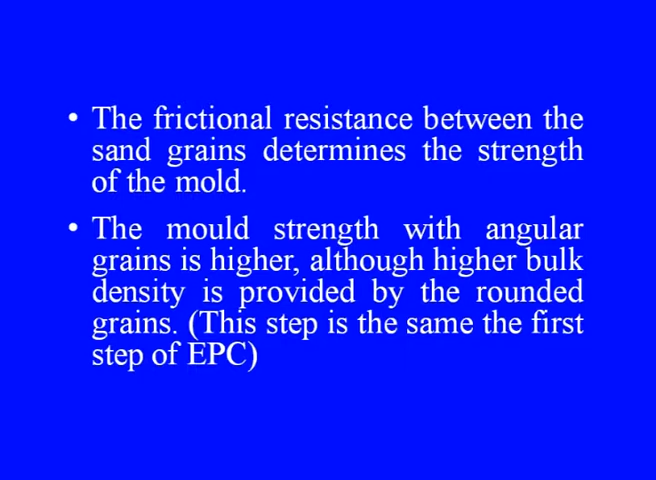 • The frictional resistance between the
sand grains determines the strength
of the mold.
• The mould strength with angular
grains is higher, although higher bulk
density is provided by the rounded
grains. (This step is the same the first
step of EPC)